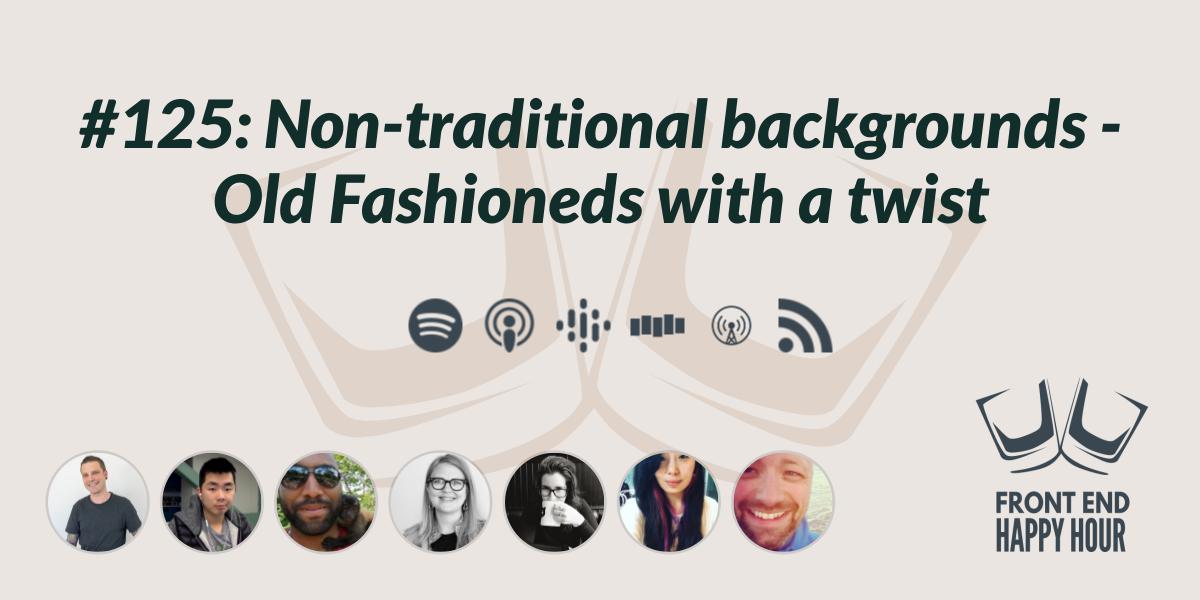 #125: Non-traditional backgrounds -
Old Fashioneds with a twist
FRONT END
HAPPY HOUR